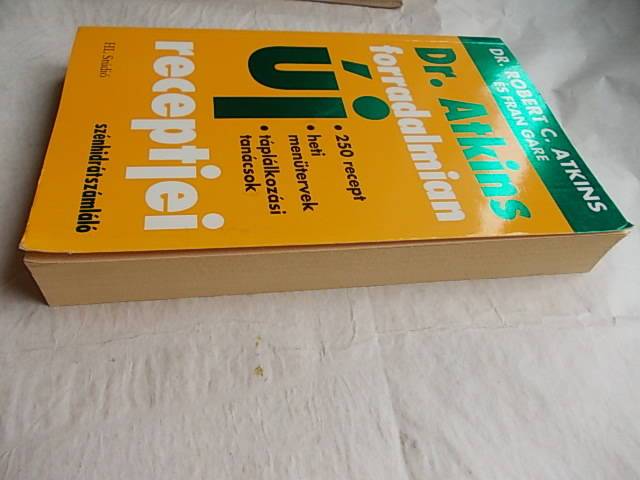 DR. ROBERT C. ATKINS
ÉS FRAN GARE
Dr. Atkins
forradalmian
új
• 250 recept
• heti
menütervek
• táplálkozási
tanácsok
receptjei
szénhidrátszámláló
HL Stúdió